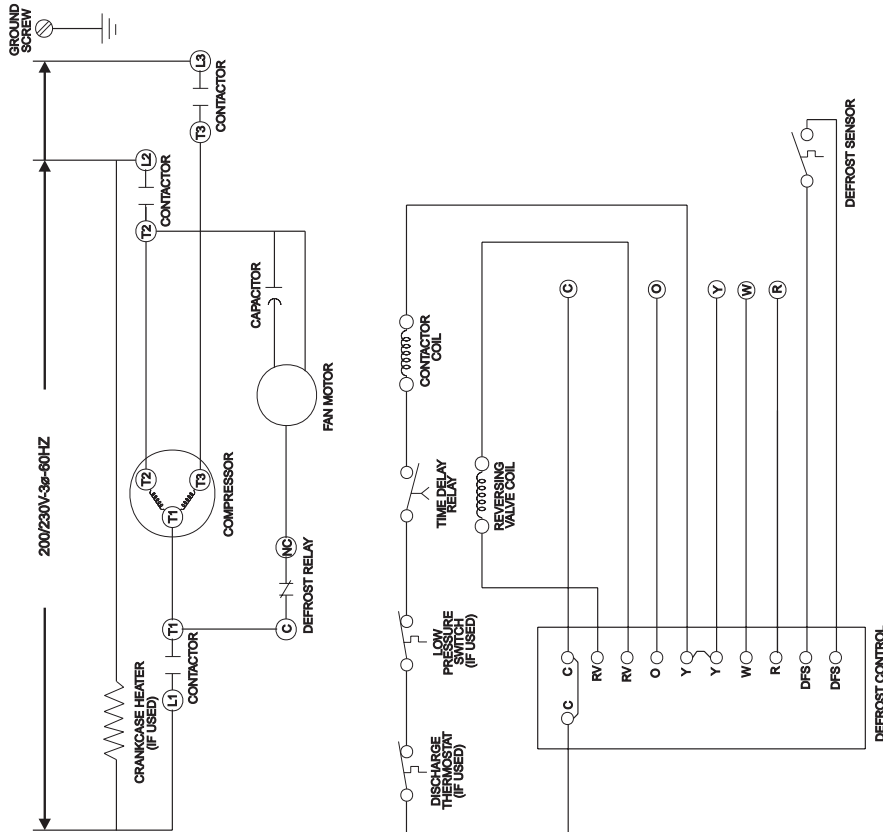 GROUND
SCREW
200/230V-3ø-60HZ
L3
T3
CONTACTOR
L2
T2
CONTACTOR
CAPACITOR
FAN MOTOR
T2
T3
T1
COMPRESSOR
NC
C
DEFROST RELAY
T1
L1
CONTACTOR
CRANKCASE HEATER
(IF USED)
DEFROST SENSOR
CONTACTOR
COIL
TIME DELAY
RELAY
REVERSING
VALVE COIL
LOW
PRESSURE
SWITCH
(IF USED)
DISCHARGE
THERMOSTAT
(IF USED)
C
O
Y
W
R
C
C
RV
RV
O
Y
Y
W
R
DFS
DFS
DEFROST CONTROL